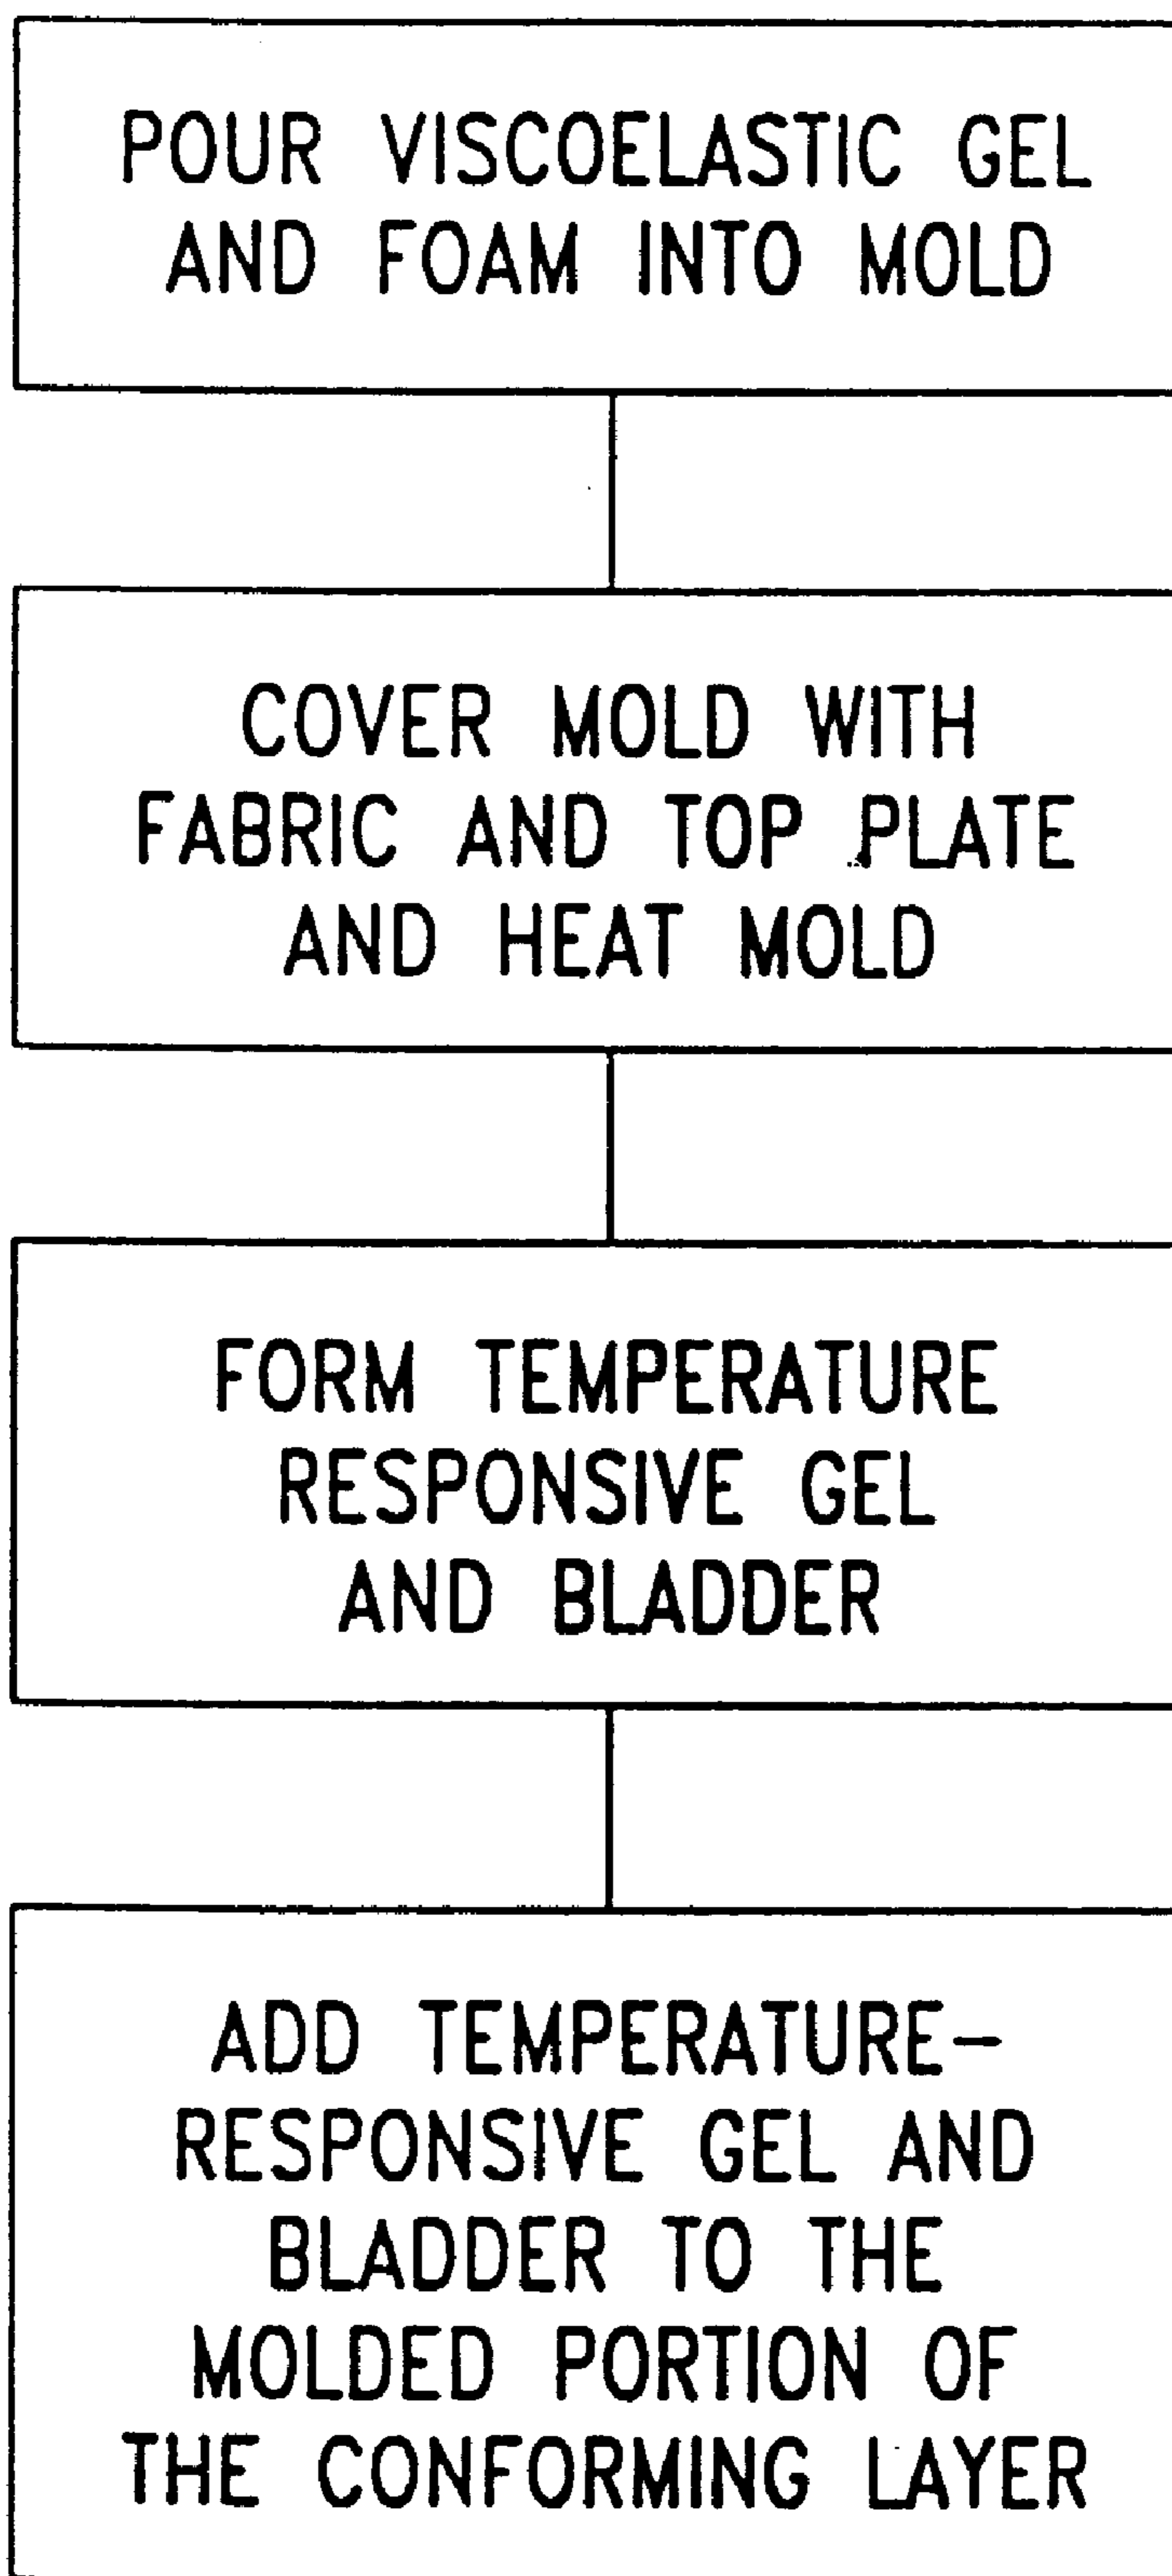 POUR VISCOELASTIC GEL
AND FOAM INTO MOLD
COVER MOLD WITH
FABRIC AND TOP PLATE
AND HEAT MOLD
FORM TEMPERATURE
RESPONSIVE GEL
AND BLADDER
ADD TEMPERATURE-
RESPONSIVE GEL AND
BLADDER TO THE
MOLDED PORTION OF
THE CONFORMING LAYER